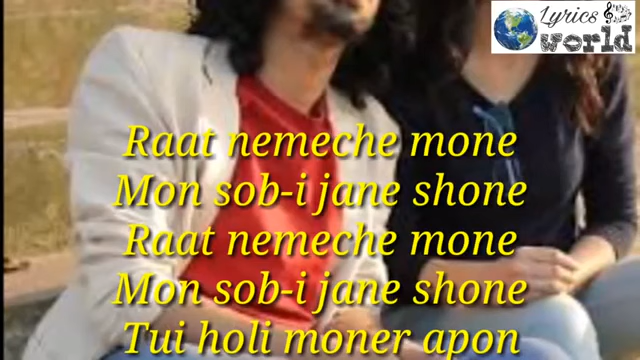 Lyrics
world
Raat nemeche mone
Mon sob-i jane shone
Raat nemeche mone
Mon sob-i jane shone
Tui holi moner apon